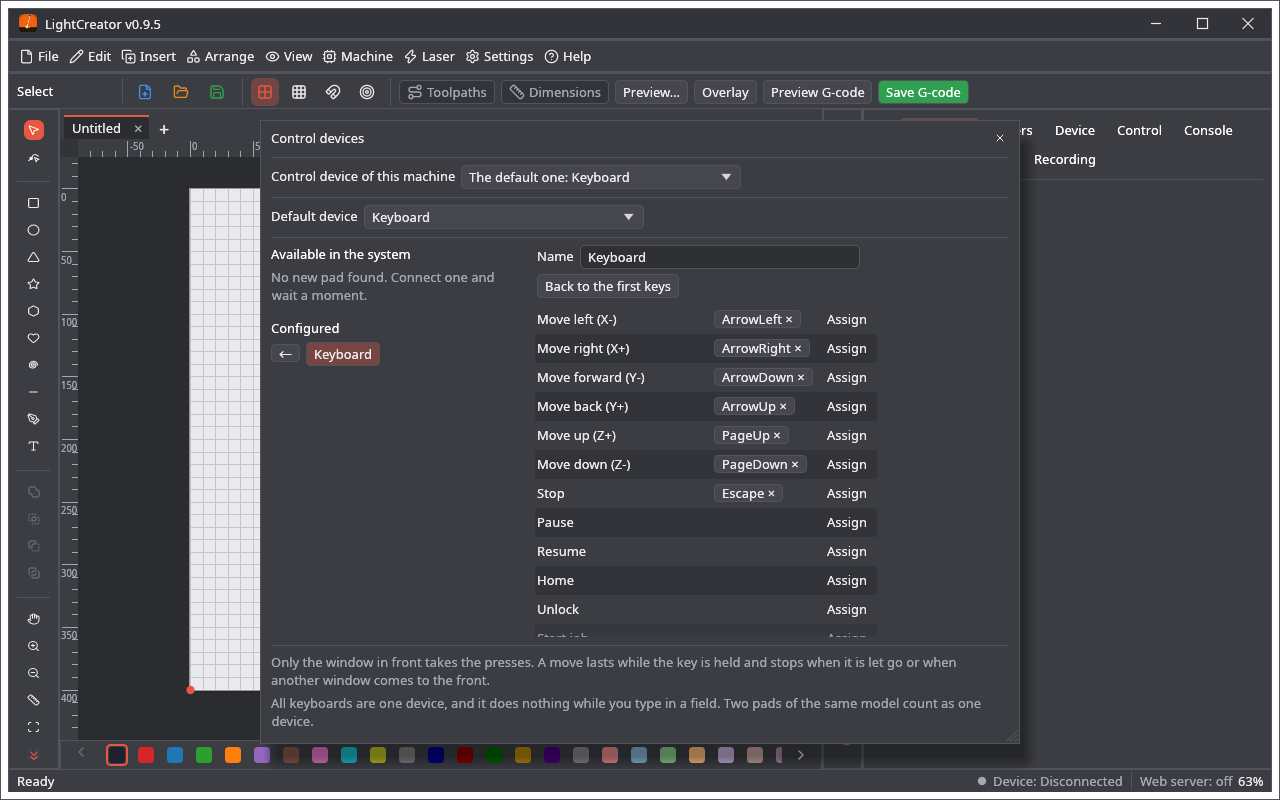 LightCreator v0.9.5
File Edit Insert Arrange View Machine Laser Settings Help
Select Toolpaths Dimensions Preview... Overlay Preview G-code Save G-code
Untitled × +
Device Control Console
Recording
-50 0
Control devices ×
Control device of this machine The default one: Keyboard
Default device Keyboard
Available in the system
No new pad found. Connect one and
wait a moment.
Configured
← Keyboard
Name Keyboard
Back to the first keys
Move left (X-) ArrowLeft × Assign
Move right (X+) ArrowRight × Assign
Move forward (Y-) ArrowDown × Assign
Move back (Y+) ArrowUp × Assign
Move up (Z+) PageUp × Assign
Move down (Z-) PageDown × Assign
Stop Escape × Assign
Pause Assign
Resume Assign
Home Assign
Unlock Assign
Only the window in front takes the presses. A move lasts while the key is held and stops when it is let go or when
another window comes to the front.
All keyboards are one device, and it does nothing while you type in a field. Two pads of the same model count as one
device.
0
50
100
150
200
250
300
350
400
Ready Device: Disconnected Web server: off 63%